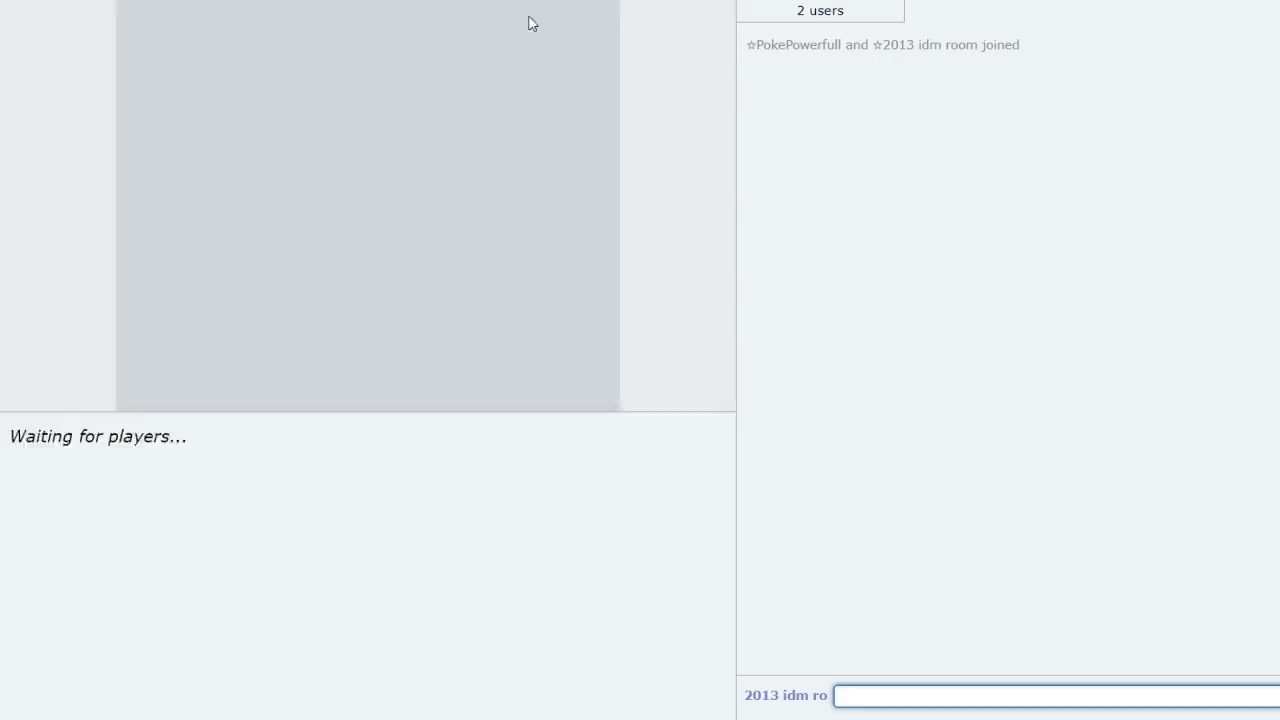 2 users
☆PokePowerfull and ☆2013 idm room joined
Waiting for players...
2013 idm ro